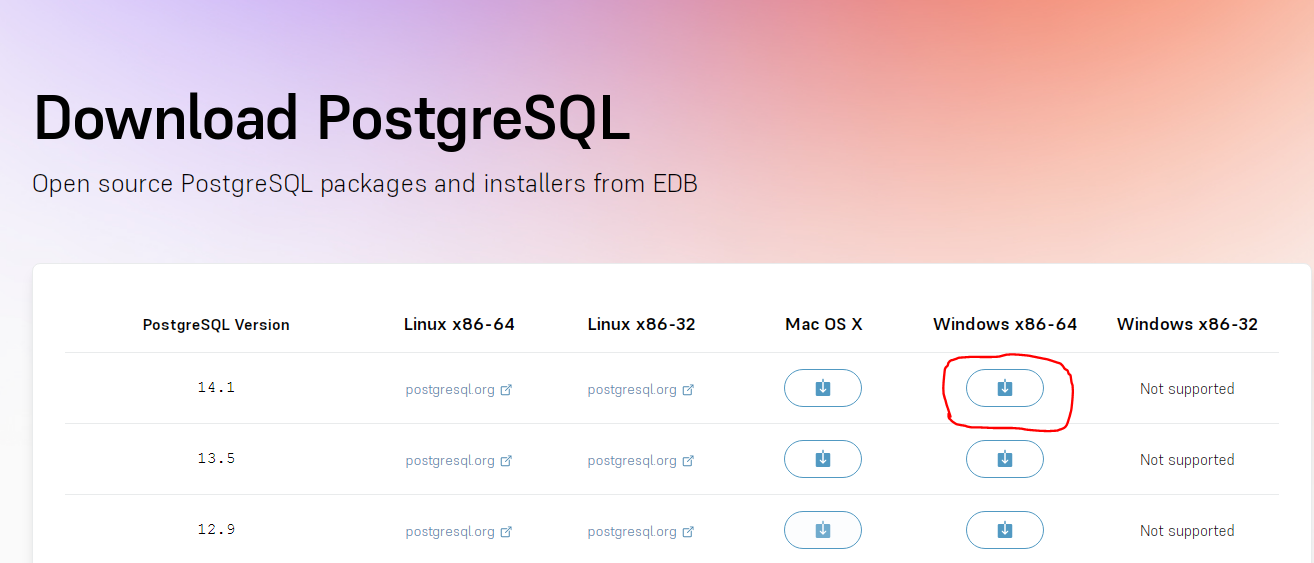 Download PostgreSQL
Open source PostgreSQL packages and installers from EDB
PostgreSQL Version Linux x86-64 Linux x86-32 Mac OS X Windows x86-64 Windows x86-32
14.1 postgresql.org postgresql.org Not supported
13.5 postgresql.org postgresql.org Not supported
12.9 postgresql.org postgresql.org Not supported